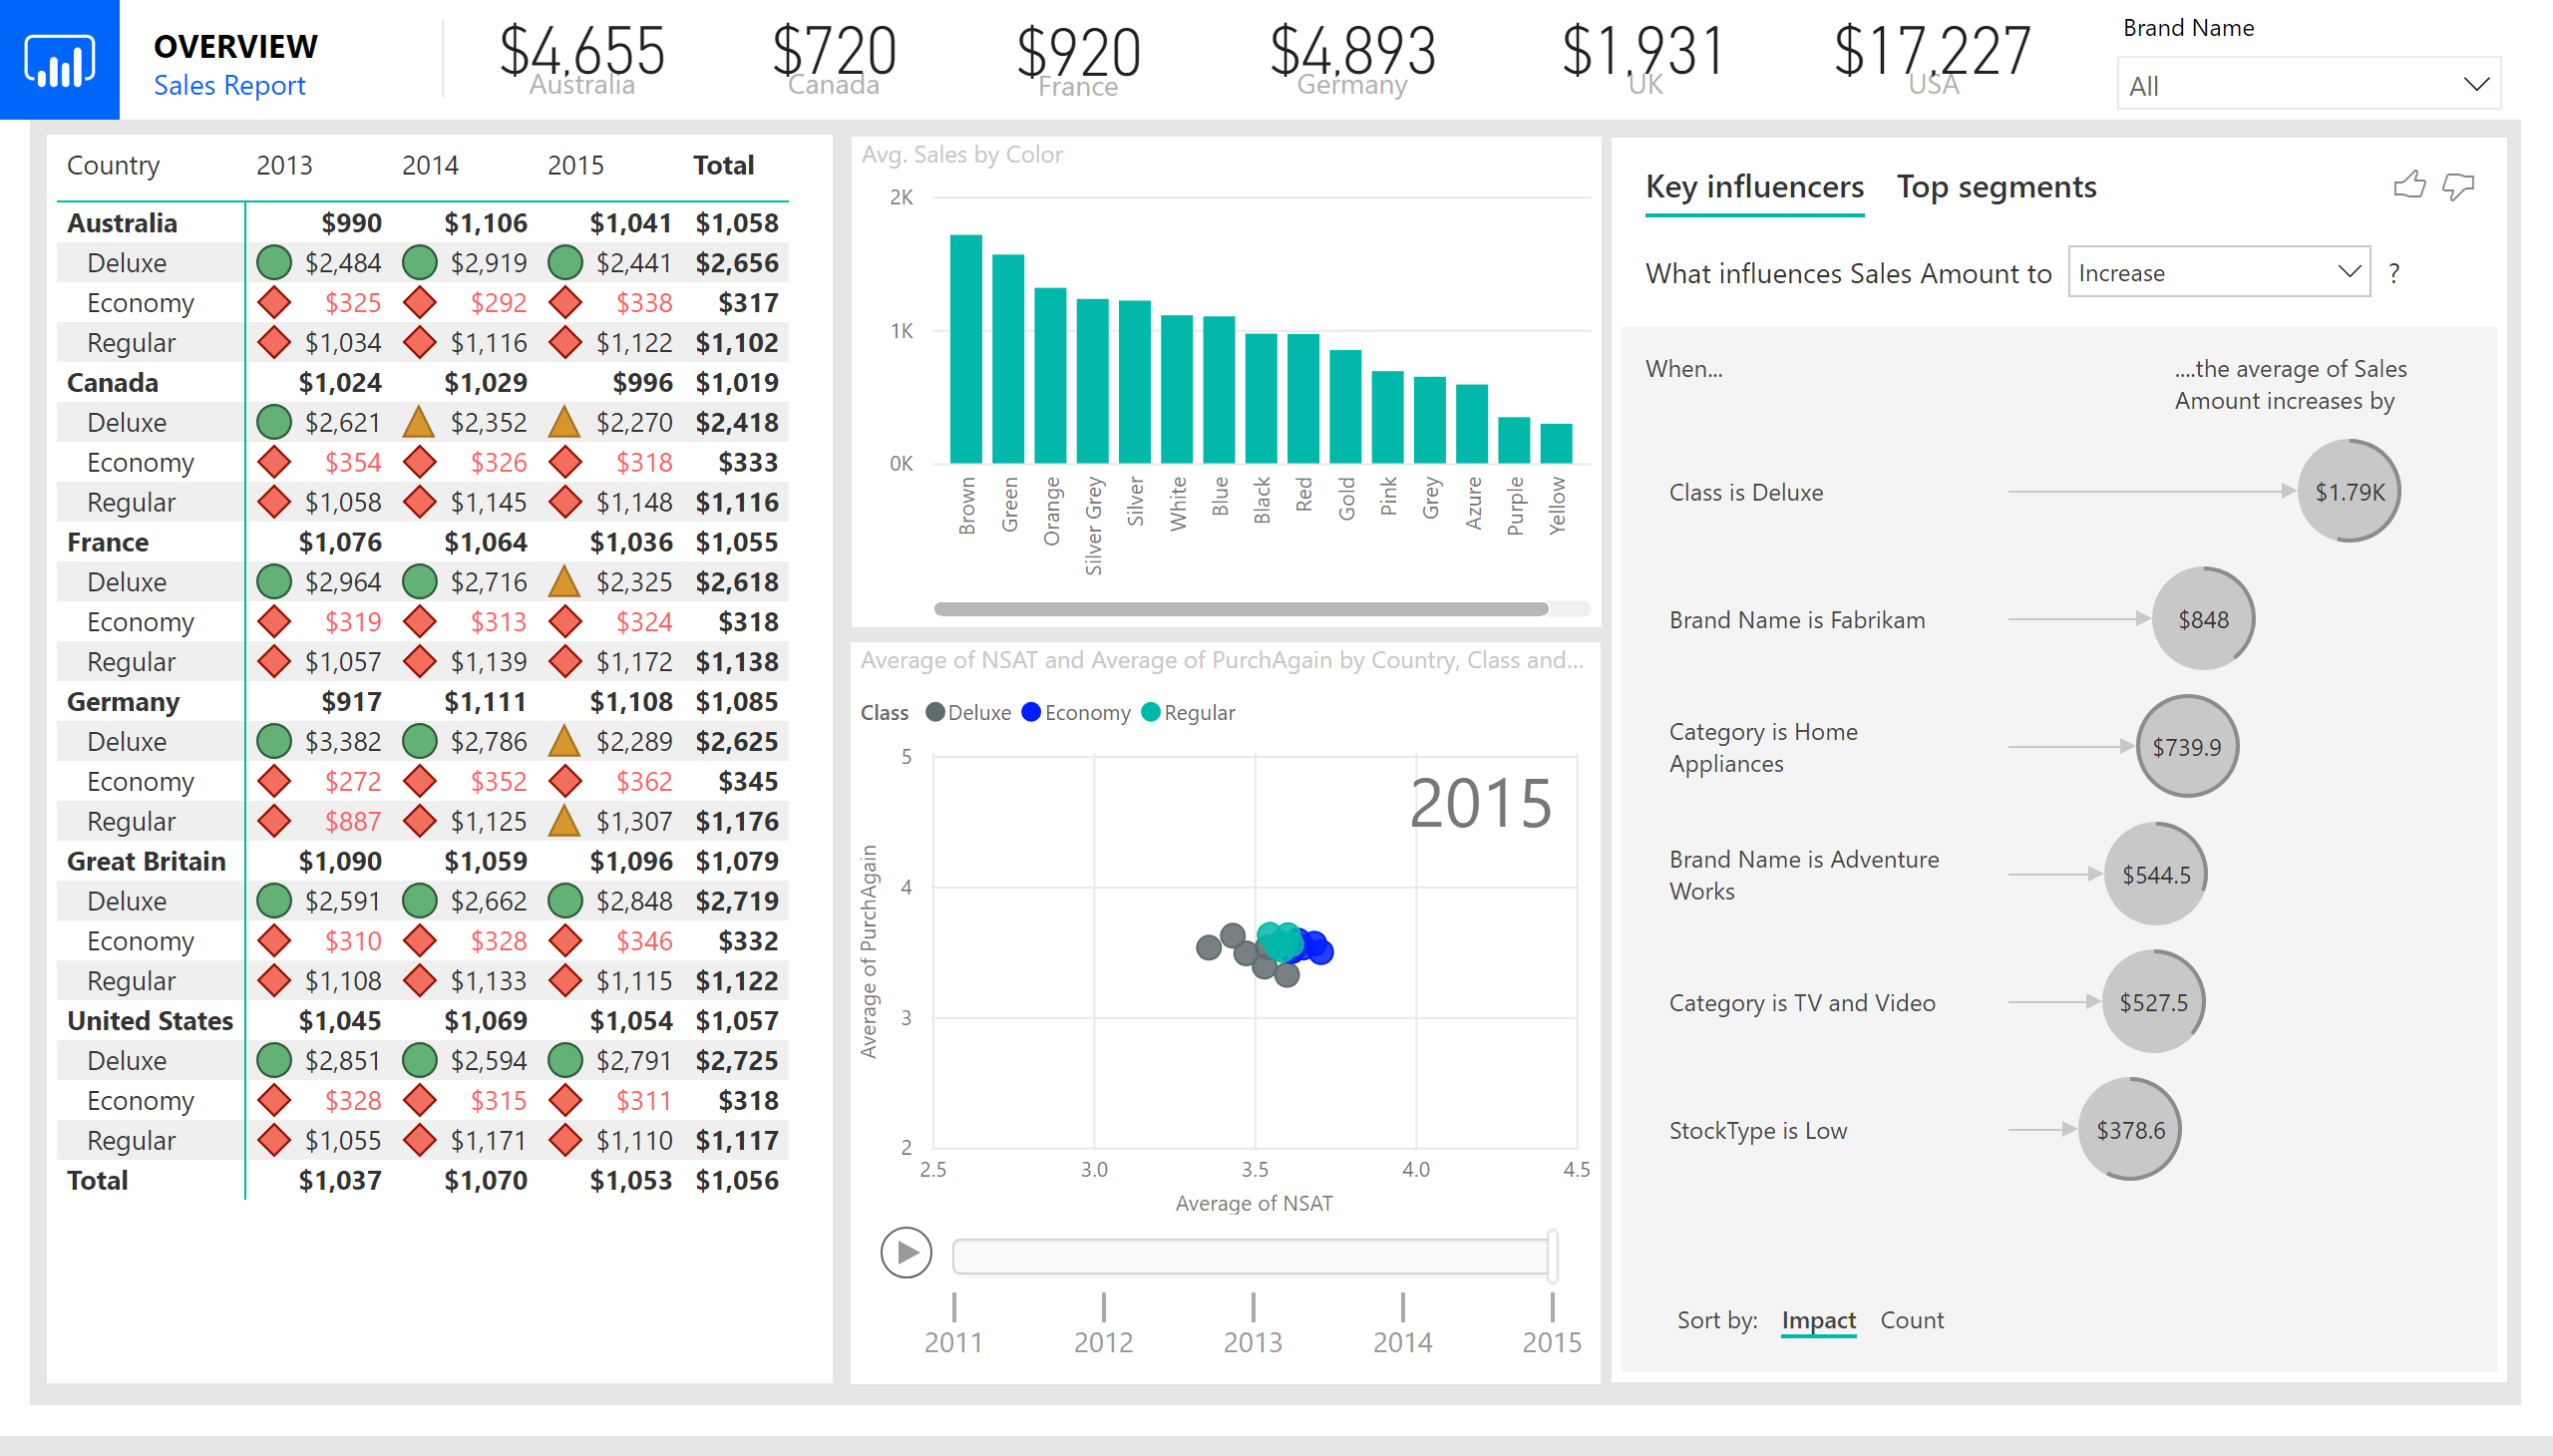 OVERVIEW
Sales Report
$4,655
Australia
$720
Canada
$920
France
$4,893
Germany
$1,931
UK
$17,227
USA
Brand Name
All
Country 2013 2014 2015 Total
Australia $990 $1,106 $1,041 $1,058
Deluxe $2,484 $2,919 $2,441 $2,656
Economy $325 $292 $338 $317
Regular $1,034 $1,116 $1,122 $1,102
Canada $1,024 $1,029 $996 $1,019
Deluxe $2,621 $2,352 $2,270 $2,418
Economy $354 $326 $318 $333
Regular $1,058 $1,145 $1,148 $1,116
France $1,076 $1,064 $1,036 $1,055
Deluxe $2,964 $2,716 $2,325 $2,618
Economy $319 $313 $324 $318
Regular $1,057 $1,139 $1,172 $1,138
Germany $917 $1,111 $1,108 $1,085
Deluxe $3,382 $2,786 $2,289 $2,625
Economy $272 $352 $362 $345
Regular $887 $1,125 $1,307 $1,176
Great Britain $1,090 $1,059 $1,096 $1,079
Deluxe $2,591 $2,662 $2,848 $2,719
Economy $310 $328 $346 $332
Regular $1,108 $1,133 $1,115 $1,122
United States $1,045 $1,069 $1,054 $1,057
Deluxe $2,851 $2,594 $2,791 $2,725
Economy $328 $315 $311 $318
Regular $1,055 $1,171 $1,110 $1,117
Total $1,037 $1,070 $1,053 $1,056
Avg. Sales by Color
2K
1K
0K
Brown
Green
Orange
Silver Grey
Silver
White
Blue
Black
Red
Gold
Pink
Grey
Azure
Purple
Yellow
Average of NSAT and Average of PurchAgain by Country, Class and...
Class Deluxe Economy Regular
2015
Average of PurchAgain
5
4
3
2
2.5 3.0 3.5 4.0 4.5
Average of NSAT
2011 2012 2013 2014 2015
Key influencers Top segments
What influences Sales Amount to Increase ?
When...
....the average of Sales
Amount increases by
Class is Deluxe $1.79K
Brand Name is Fabrikam $848
Category is Home
Appliances
$739.9
Brand Name is Adventure
Works
$544.5
Category is TV and Video $527.5
StockType is Low $378.6
Sort by: Impact Count